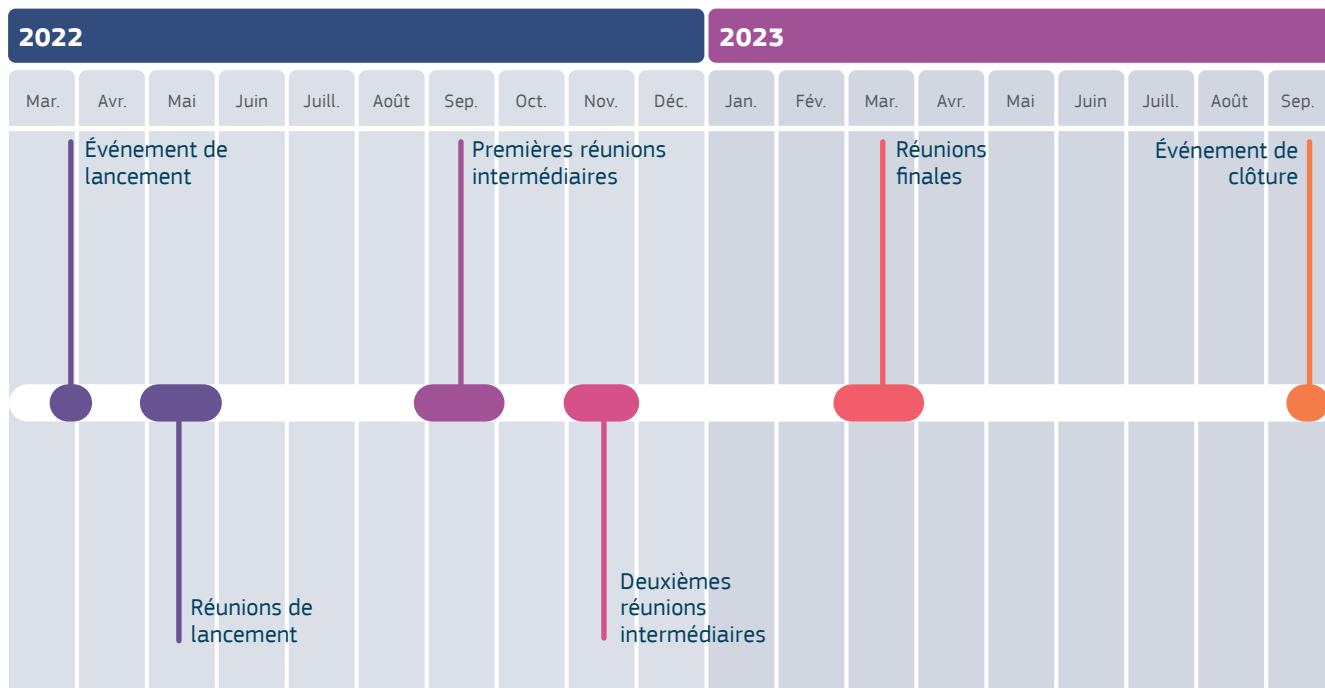 2022
2023
Mar.
Avr.
Mai
Juin
Juill.
Août
Sep.
Oct.
Nov.
Déc.
Jan.
Fév.
Mar.
Avr.
Mai
Juin
Juill.
Août
Sep.
Événement de
lancement
Premières réunions
intermédiaires
Réunions
finales
Événement de
clôture
Réunions de
lancement
Deuxièmes
réunions
intermédiaires